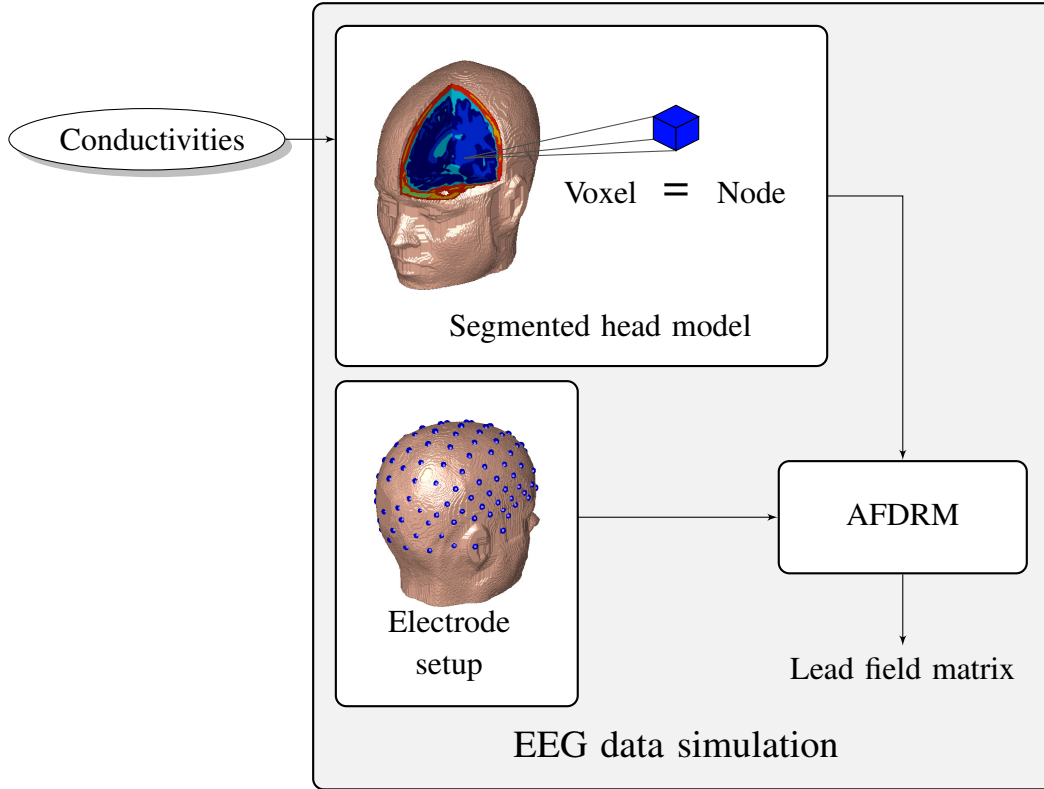 Conductivities
Voxel = Node
Segmented head model
Electrode
setup
AFDRM
Lead field matrix
EEG data simulation